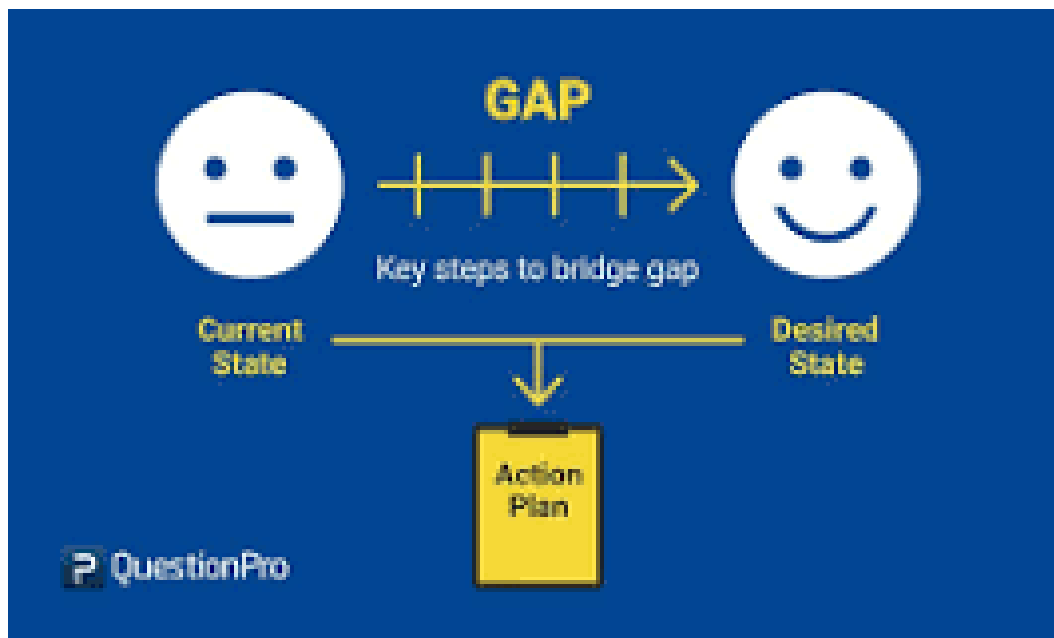 GAP
Key steps to bridge gap
Current
State
Desired
State
Action
Plan
QuestionPro